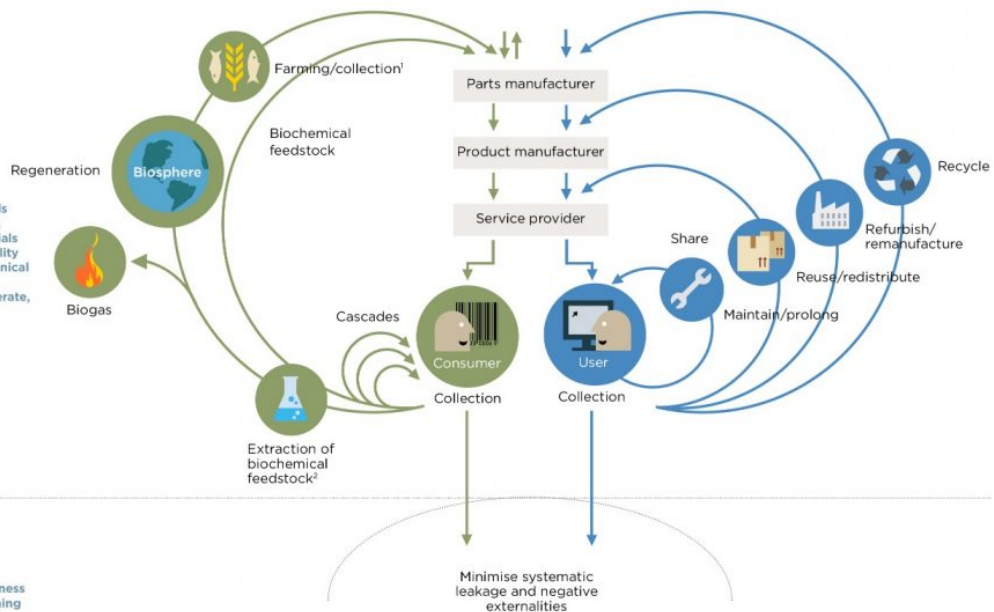 Farming/collection¹
Parts manufacturer
Biochemical
feedstock
Product manufacturer
Regeneration
Biosphere
Recycle
Service provider
Share
Refurbish/
remanufacture
Reuse/redistribute
Biogas
Maintain/prolong
Cascades
Consumer
User
Collection
Collection
Extraction of
biochemical
feedstock²
Minimise systematic
leakage and negative
externalities